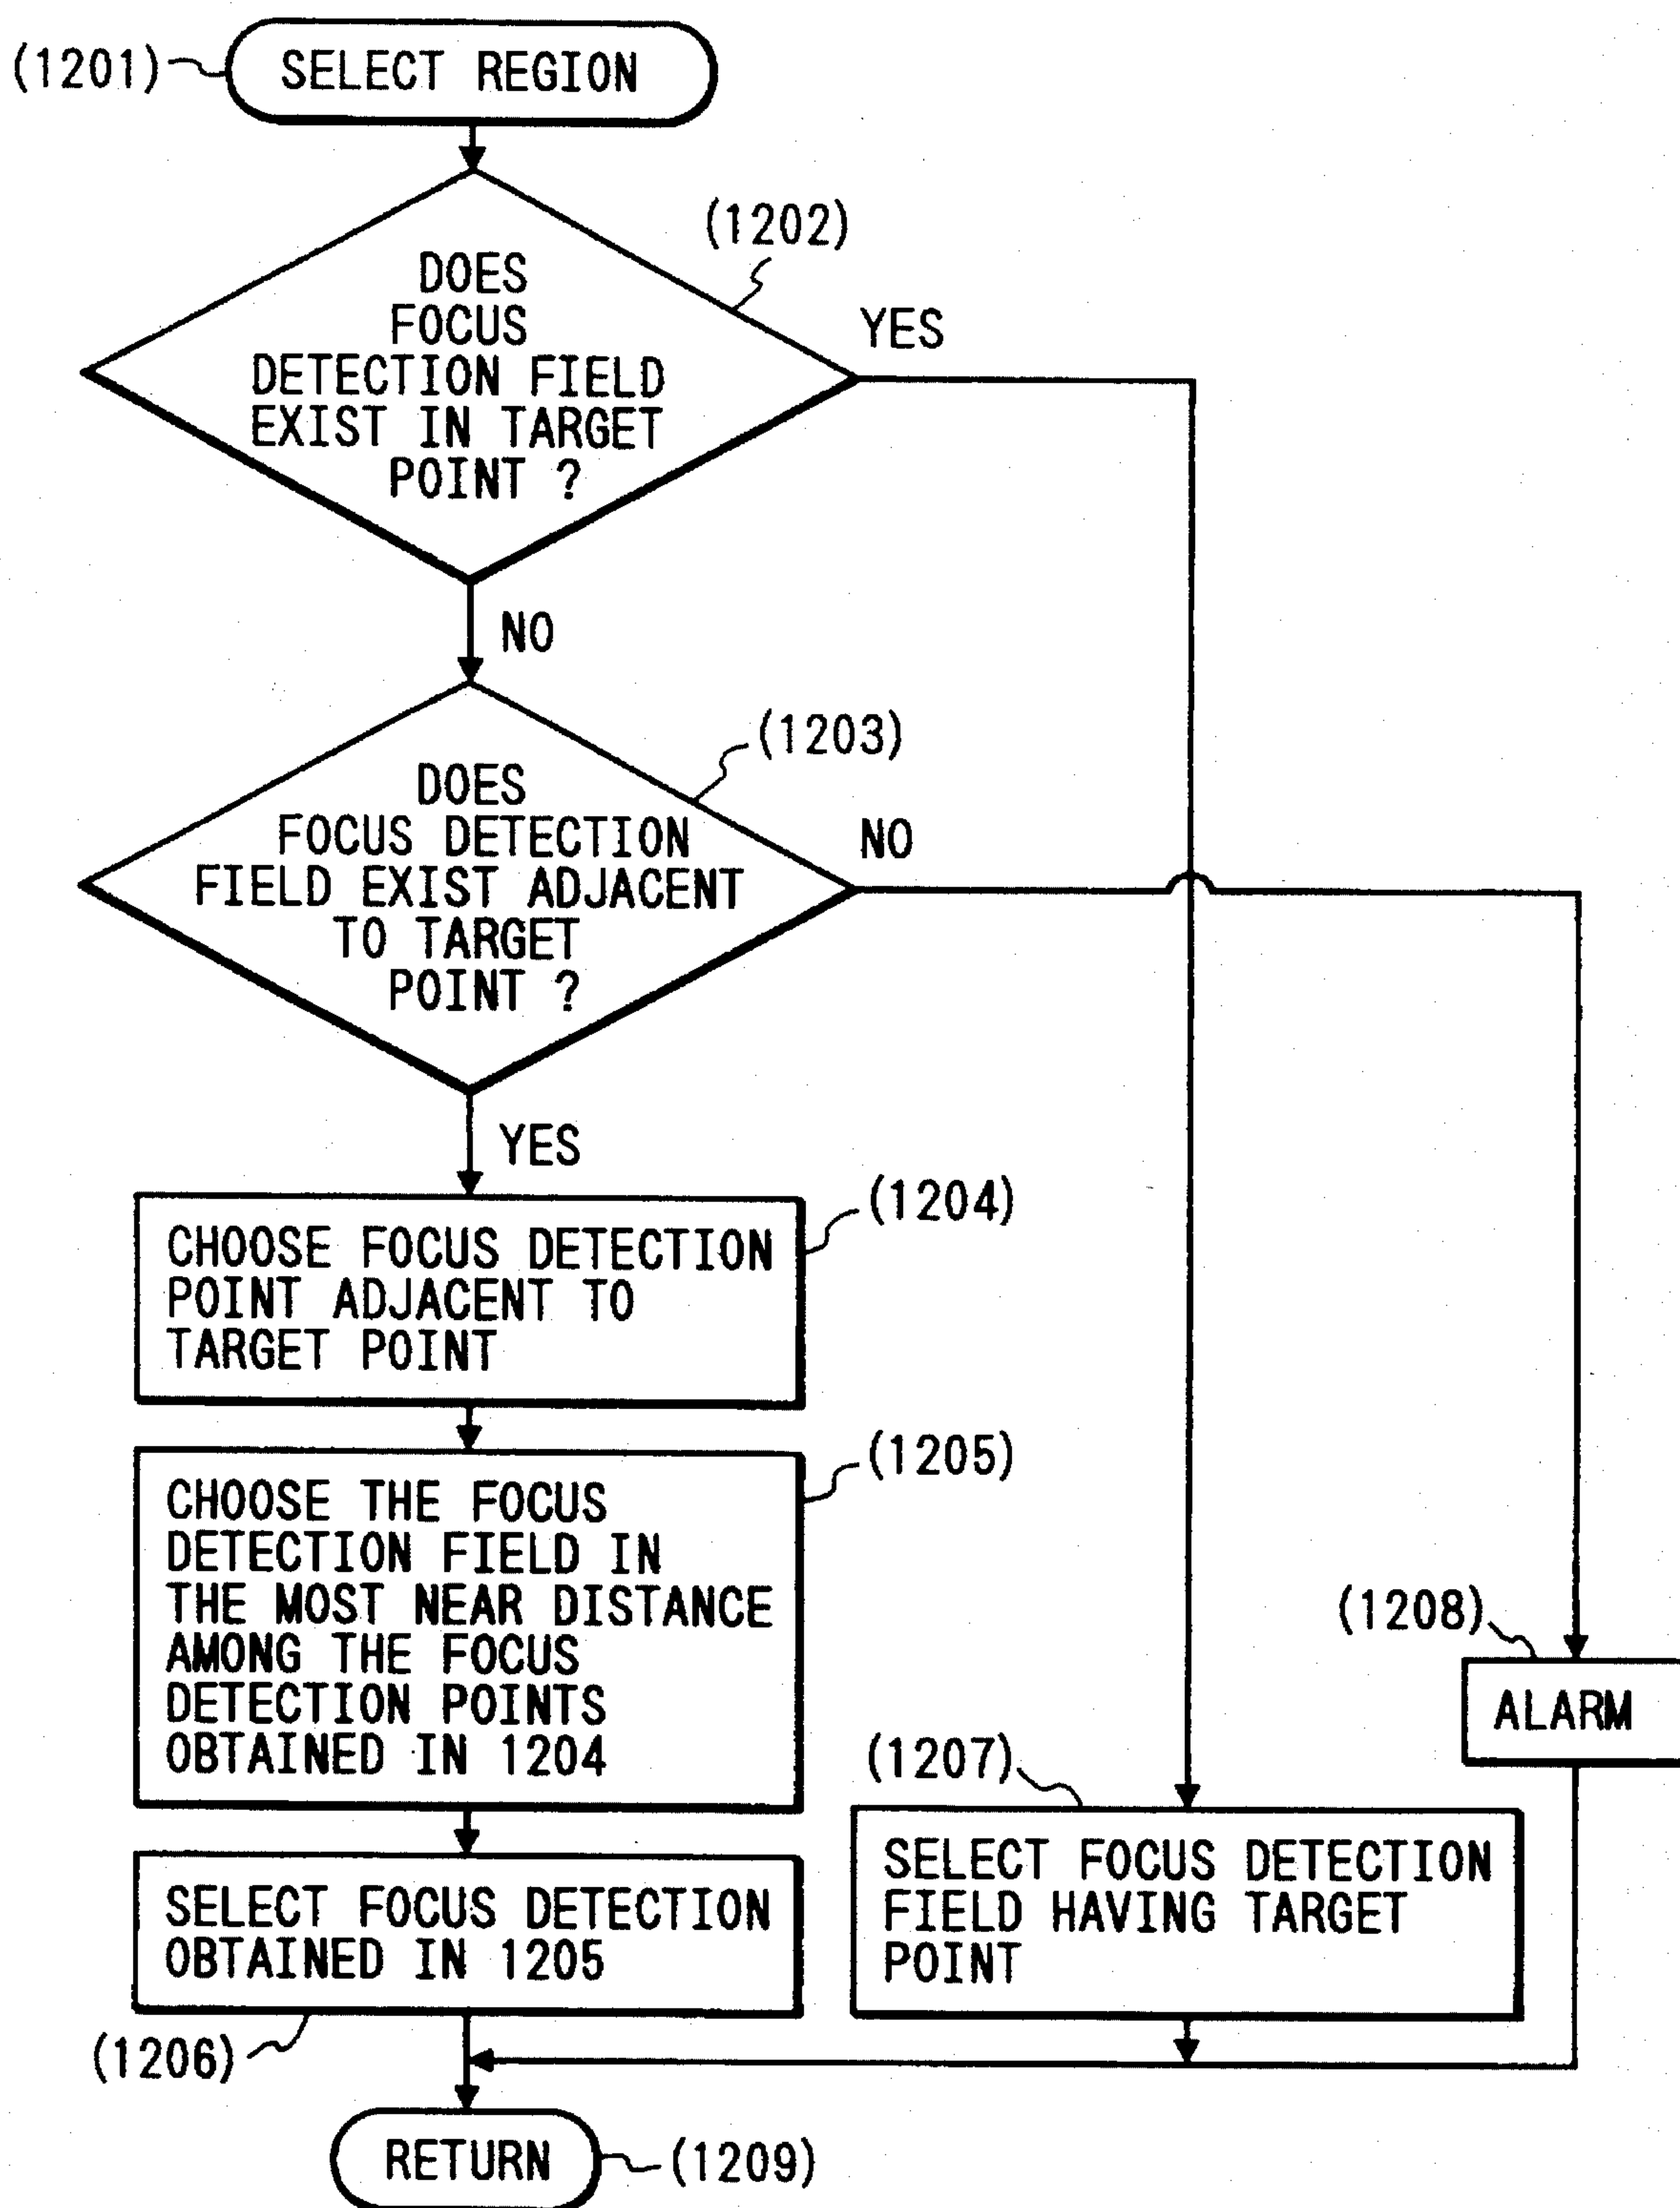 (1201)
SELECT REGION
(1202)
DOES
FOCUS
DETECTION FIELD
EXIST IN TARGET
POINT ?
YES
NO
(1203)
DOES
FOCUS DETECTION
FIELD EXIST ADJACENT
TO TARGET
POINT ?
NO
YES
(1204)
CHOOSE FOCUS DETECTION
POINT ADJACENT TO
TARGET POINT
(1205)
CHOOSE THE FOCUS
DETECTION FIELD IN
THE MOST NEAR DISTANCE
AMONG THE FOCUS
DETECTION POINTS
OBTAINED IN 1204
(1208)
ALARM
(1207)
SELECT FOCUS DETECTION
FIELD HAVING TARGET
POINT
SELECT FOCUS DETECTION
OBTAINED IN 1205
(1206)
RETURN
(1209)